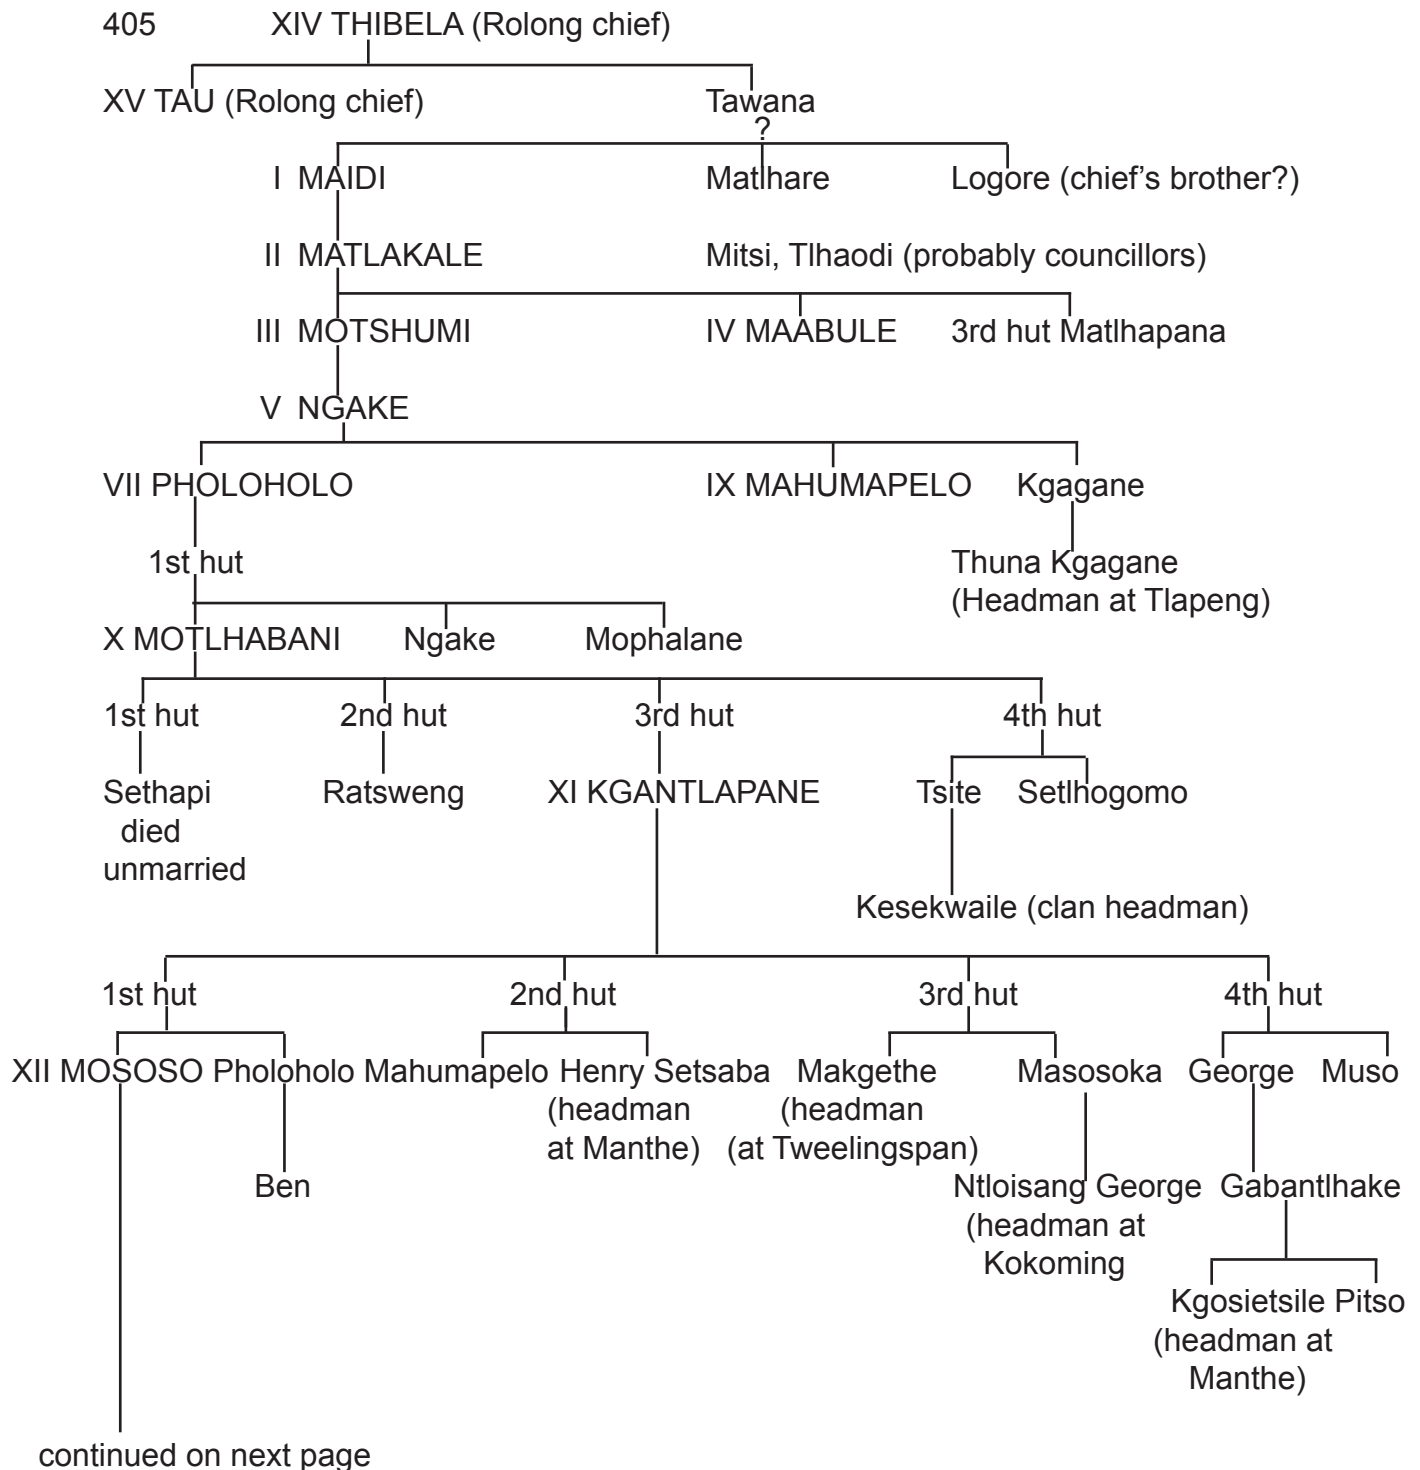 405 XIV THIBELA (Rolong chief)
XV TAU (Rolong chief) Tawana
?
I MAIDI Matlhare Logore (chief's brother?)
II MATLAKALE Mitsi, Tlhaodi (probably councillors)
III MOTSHUMI IV MAABULE 3rd hut Matlhapana
V NGAKE
VII PHOLOHOLO IX MAHUMAPELO Kgagane
1st hut Thuna Kgagane
(Headman at Tlapeng)
X MOTLHABANI Ngake Mophalane
1st hut 2nd hut 3rd hut 4th hut
Sethapi Ratsweng XI KGANTLAPANE Tsite Setlhogomo
died
unmarried
Kesekwaile (clan headman)
1st hut 2nd hut 3rd hut 4th hut
XII MOSOSO Pholoholo Mahumapelo Henry Setsaba Makgethe Masosoka George Muso
(headman (headman
at Manthe) (at Tweelingspan)
Ben Ntloisang George Gabantlhake
(headman at
Kokoming
Kgosietsile Pitso
(headman at
Manthe)
continued on next page